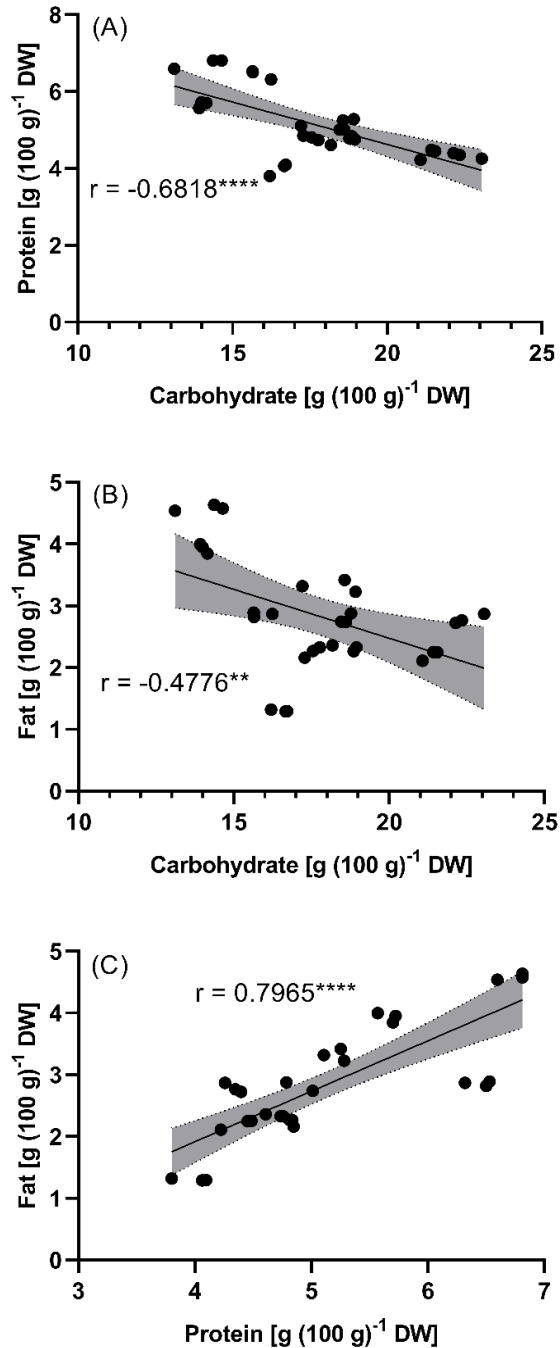 (A)
Protein [g (100 g)⁻¹ DW]
8
6
4
2
0
r = -0.6818****
10 15 20 25
Carbohydrate [g (100 g)⁻¹ DW]
(B)
Fat [g (100 g)⁻¹ DW]
5
4
3
2
1
0
r = -0.4776**
10 15 20 25
Carbohydrate [g (100 g)⁻¹ DW]
(C)
Fat [g (100 g)⁻¹ DW]
5
4
3
2
1
0
r = 0.7965****
3 4 5 6 7
Protein [g (100 g)⁻¹ DW]